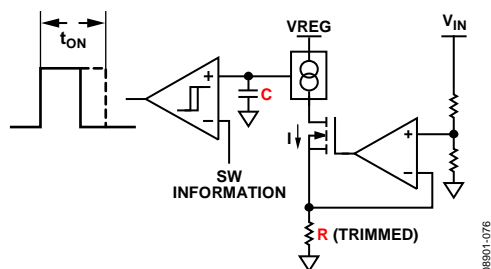 tON
VREG
VIN
C
I
SW
INFORMATION
R (TRIMMED)
08901-076